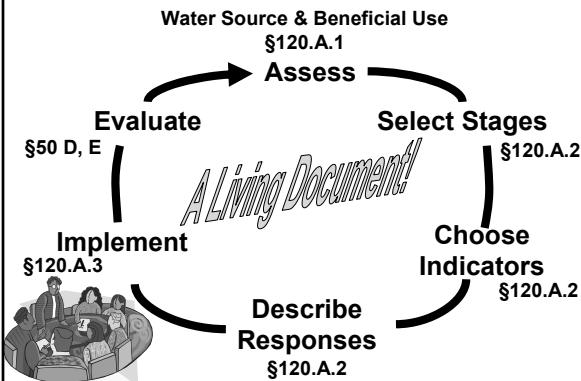 Water Source & Beneficial Use
§120.A.1
Assess
Select Stages
§120.A.2
Choose
Indicators
§120.A.2
Describe
Responses
§120.A.2
Implement
§120.A.3
Evaluate
§50 D, E
A Living Document!